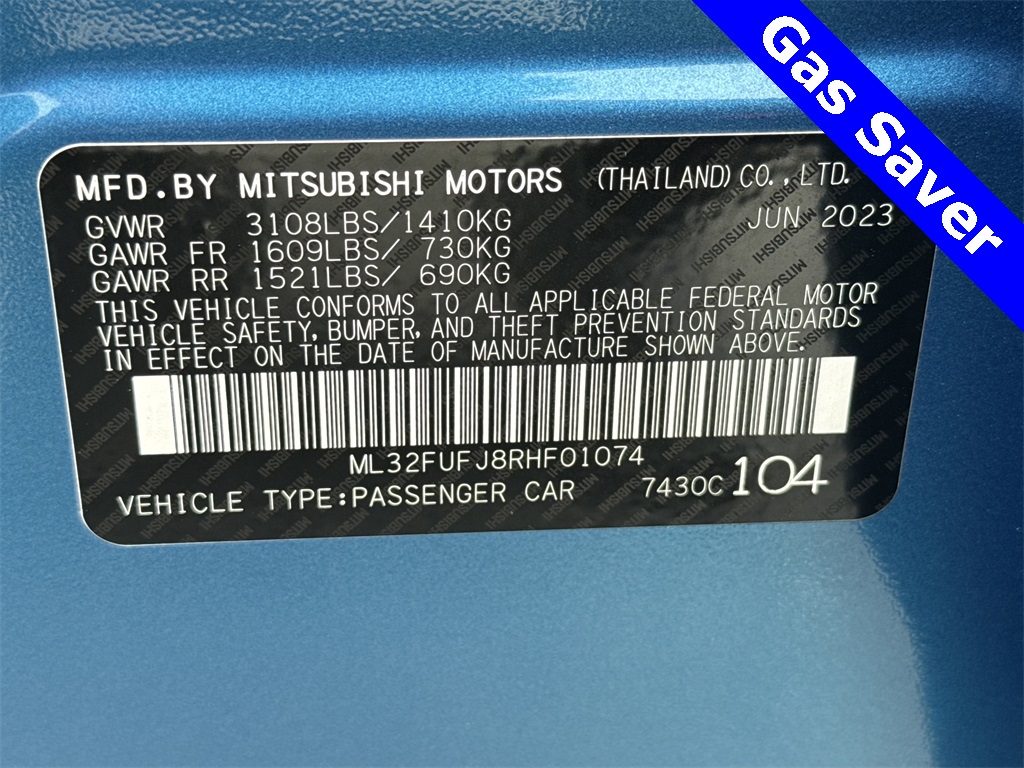 Gas Saver
MFD.BY MITSUBISHI MOTORS (THAILAND) CO.,LTD.
GVWR 3108LBS/1410KG JUN 2023
GAWR FR 1609LBS/ 730KG
GAWR RR 1521LBS/ 690KG
THIS VEHICLE CONFORMS TO ALL APPLICABLE FEDERAL MOTOR
VEHICLE SAFETY, BUMPER, AND THEFT PREVENTION STANDARDS
IN EFFECT ON THE DATE OF MANUFACTURE SHOWN ABOVE.
ML32FUFJ8RHF01074
VEHICLE TYPE:PASSENGER CAR 7430C 104